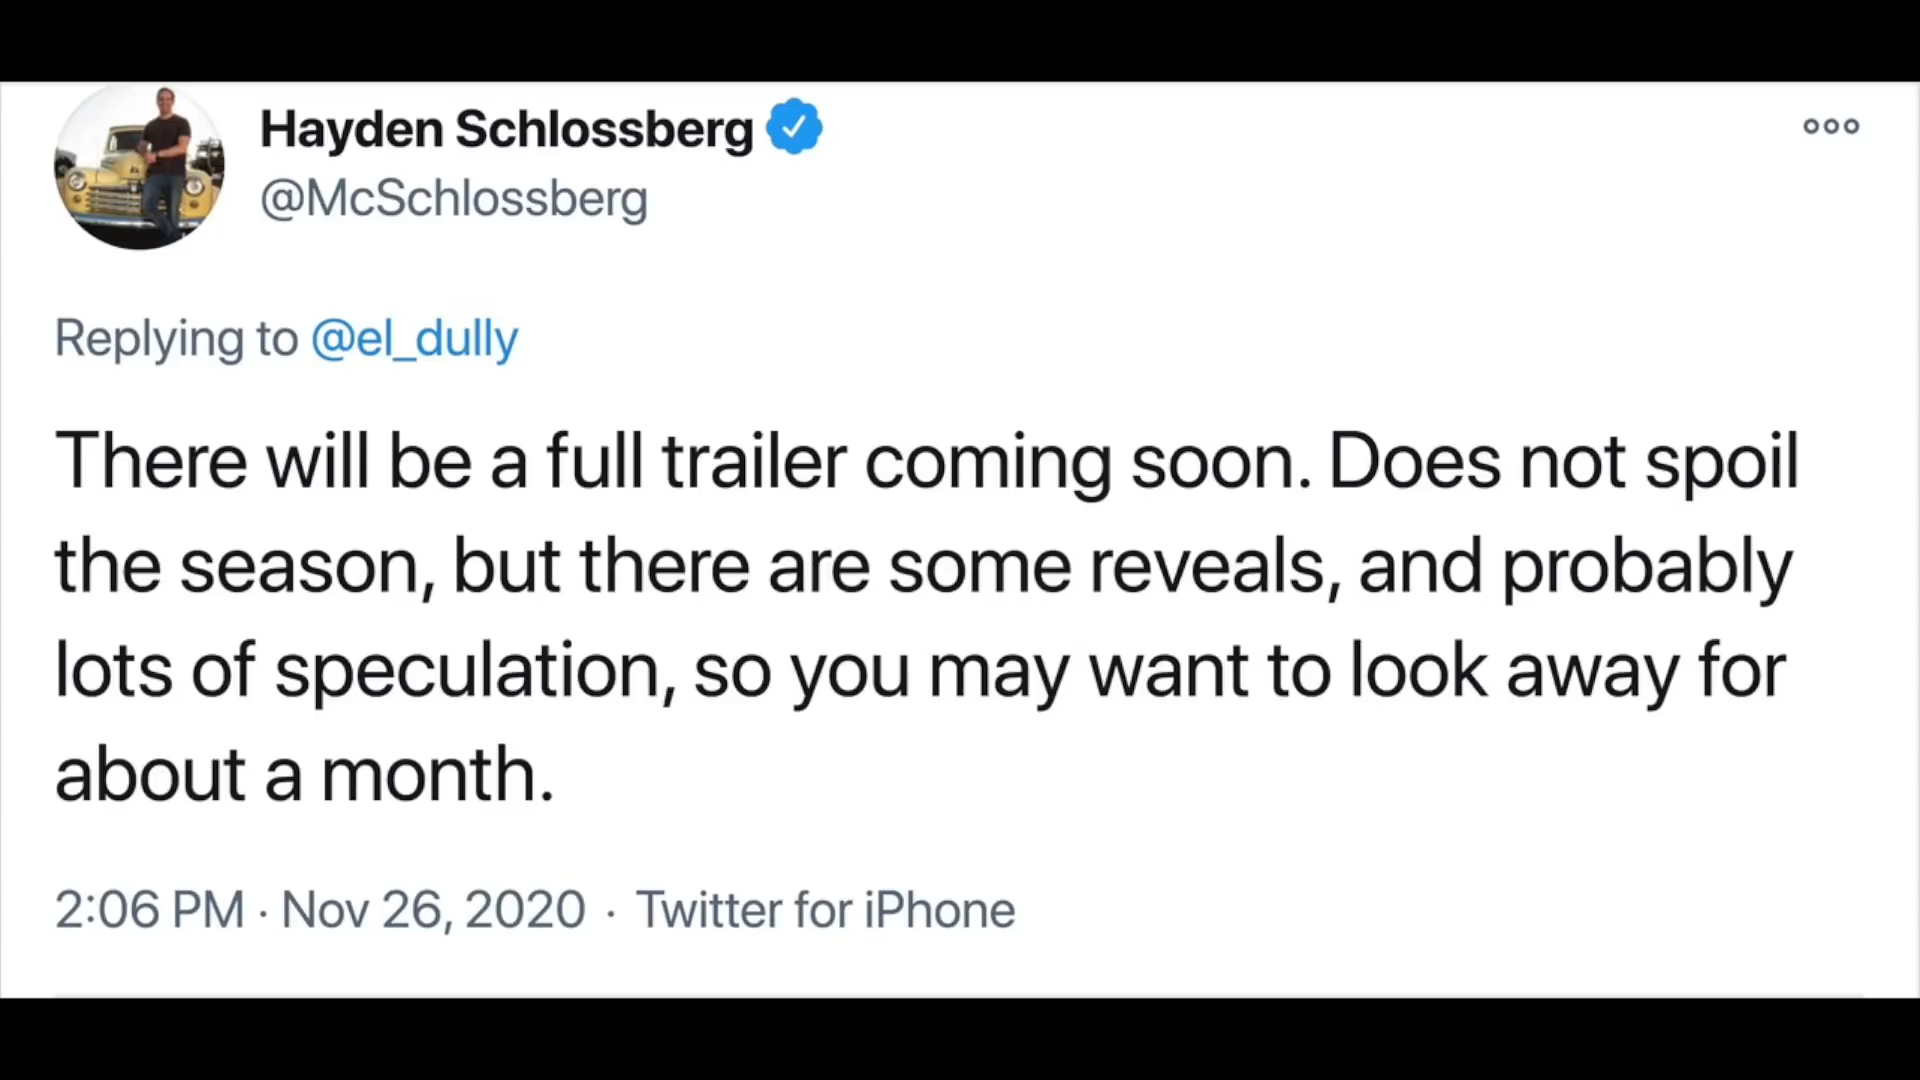 Hayden Schlossberg
@McSchlossberg
Replying to @el_dully
There will be a full trailer coming soon. Does not spoil
the season, but there are some reveals, and probably
lots of speculation, so you may want to look away for
about a month.
2:06 PM · Nov 26, 2020 · Twitter for iPhone